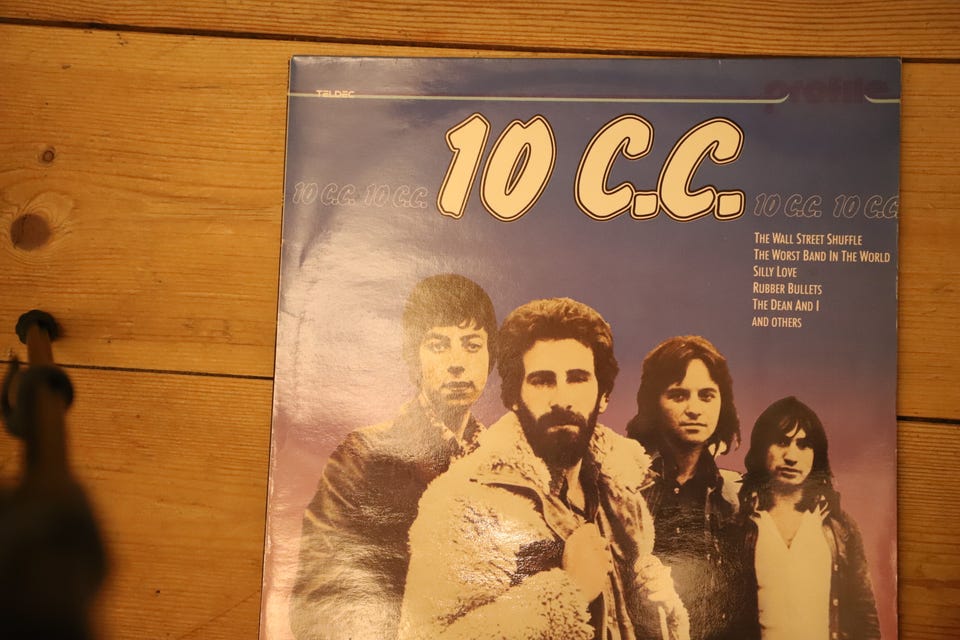 TELDEC
profile
10 C.C.
10 C.C. 10 C.C.
10 C.C. 10 C.C.
THE WALL STREET SHUFFLE
THE WORST BAND IN THE WORLD
SILLY LOVE
RUBBER BULLETS
THE DEAN AND I
AND OTHERS